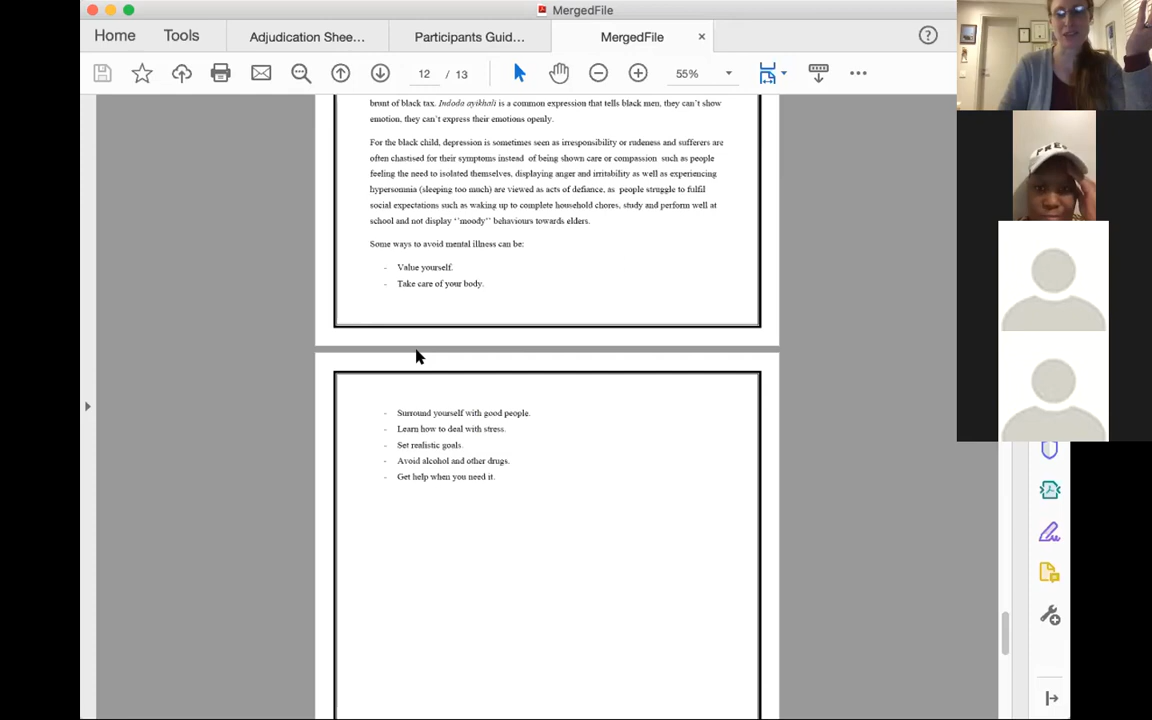 MergedFile
Home
Tools
Adjudication Shee...
Participants Guid...
MergedFile
12 / 13
55%
brunt of black tax. Indoda ayikhali is a common expression that tells black men, they can't show
emotion, they can't express their emotions openly.
For the black child, depression is sometimes seen as irresponsibility or rudeness and sufferers are
often chastised for their symptoms instead of being shown care or compassion such as people
feeling the need to isolated themselves, displaying anger and irritability as well as experiencing
hypersomnia (sleeping too much) are viewed as acts of defiance, as people struggle to fulfil
social expectations such as waking up to complete household chores, study and perform well at
school and not display ''moody'' behaviours towards elders.
Some ways to avoid mental illness can be:
- Value yourself.
- Take care of your body.
- Surround yourself with good people.
- Learn how to deal with stress.
- Set realistic goals.
- Avoid alcohol and other drugs.
- Get help when you need it.